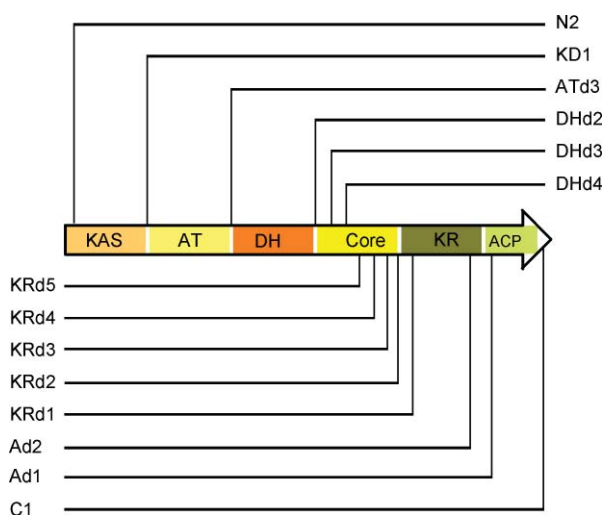 N2
KD1
ATd3
DHd2
DHd3
DHd4
KAS AT DH Core KR ACP
KRd5
KRd4
KRd3
KRd2
KRd1
Ad2
Ad1
C1